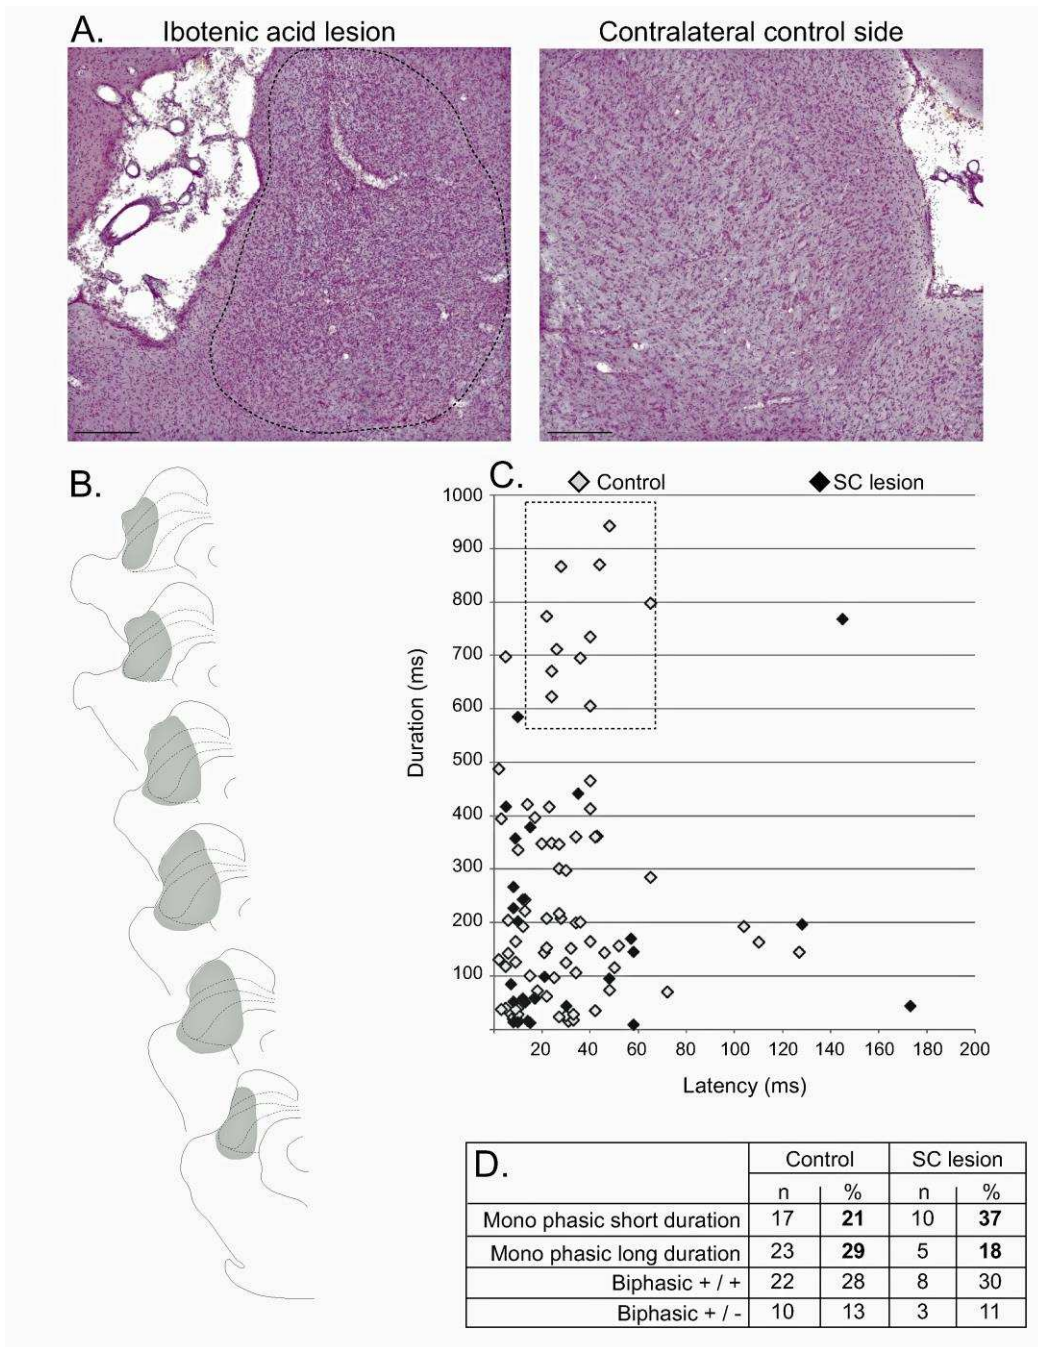 A.
Ibotenic acid lesion
Contralateral control side
B.
C.
Control
SC lesion
1000
900
800
700
600
500
400
300
200
100
Duration (ms)
20 40 60 80 100 120 140 160 180 200
Latency (ms)
D.
Control SC lesion
n % n %
Mono phasic short duration 17 21 10 37
Mono phasic long duration 23 29 5 18
Biphasic + / + 22 28 8 30
Biphasic + / - 10 13 3 11